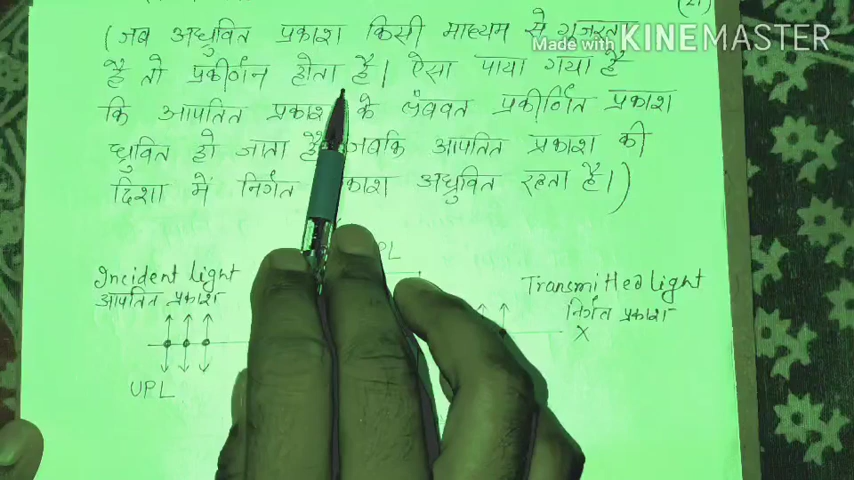 (21)
(जब अध्रुवित प्रकाश किसी माध्यम से गुजरता
Made with KINEMASTER
है तो प्रकीर्णन होता है। ऐसा पाया गया है
कि आपतित प्रकाश के लंबवत प्रकीर्णित प्रकाश
ध्रुवित हो जाता है जबकि आपतित प्रकाश की
दिशा में निर्गत प्रकाश अध्रुवित रहता है।)
PL
Incident light
आपतित प्रकाश
Transmitted light
निर्गत प्रकाश
X
UPL